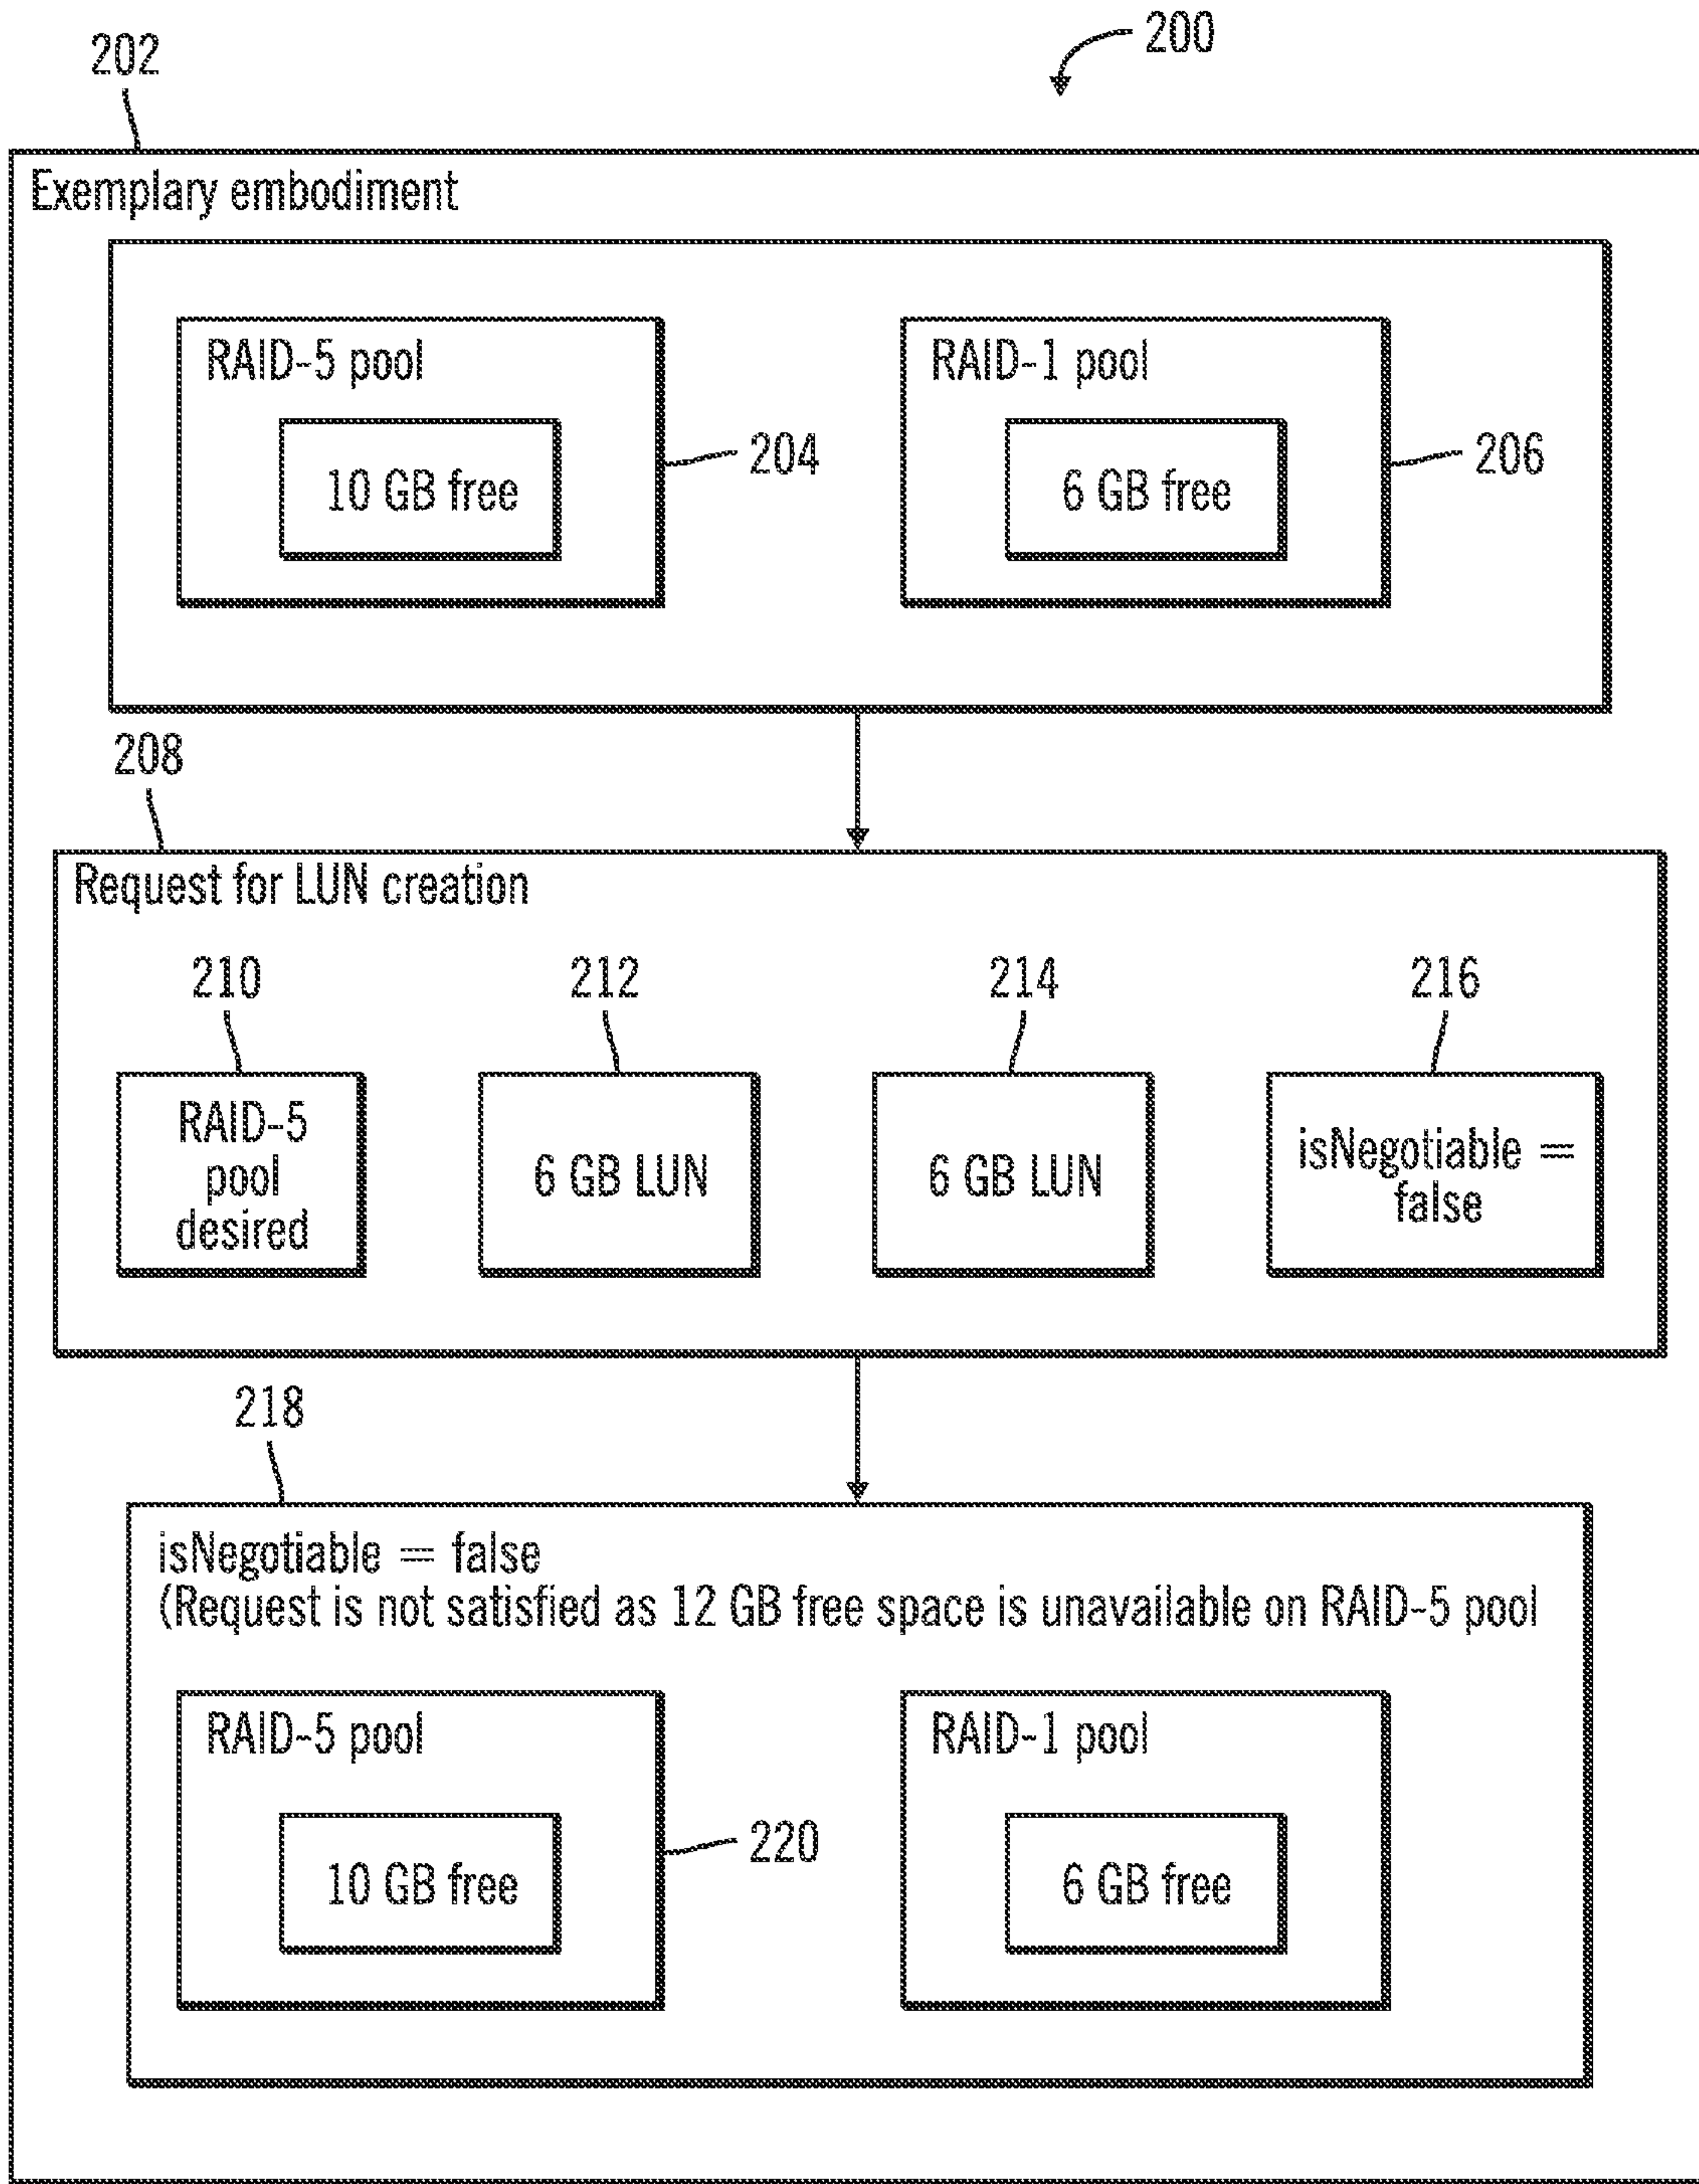 200
202
Exemplary embodiment
RAID-5 pool
RAID-1 pool
10 GB free
204
6 GB free
206
208
Request for LUN creation
210
212
214
216
RAID-5
pool
desired
6 GB LUN
6 GB LUN
isNegotiable =
false
218
isNegotiable = false
(Request is not satisfied as 12 GB free space is unavailable on RAID-5 pool
RAID-5 pool
RAID-1 pool
10 GB free
220
6 GB free